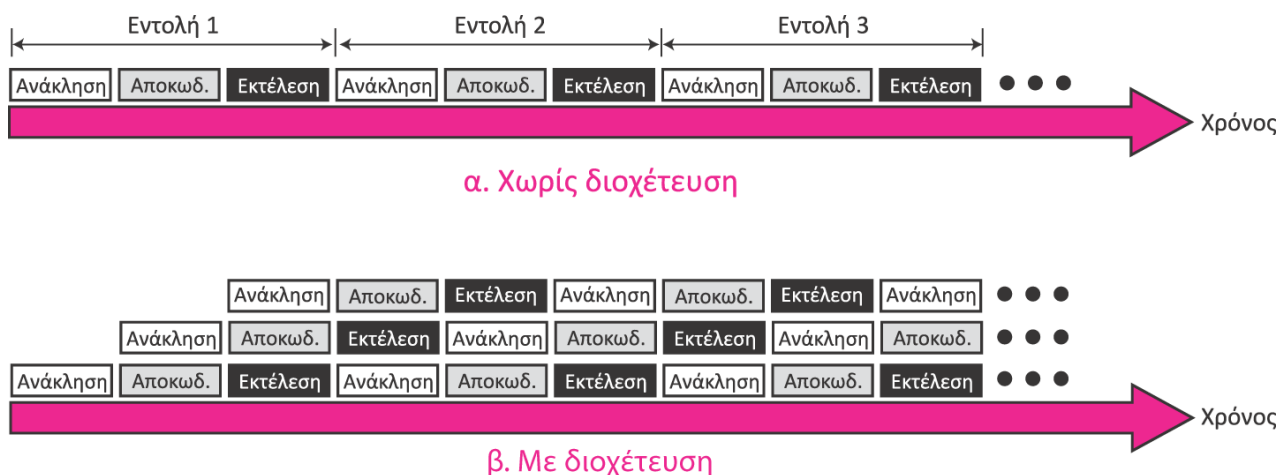 Εντολή 1 Εντολή 2 Εντολή 3
Ανάκληση Αποκωδ. Εκτέλεση Ανάκληση Αποκωδ. Εκτέλεση Ανάκληση Αποκωδ. Εκτέλεση
Χρόνος
α. Χωρίς διοχέτευση
Ανάκληση Αποκωδ. Εκτέλεση Ανάκληση Αποκωδ. Εκτέλεση Ανάκληση
Ανάκληση Αποκωδ. Εκτέλεση Ανάκληση Αποκωδ. Εκτέλεση Ανάκληση Αποκωδ.
Ανάκληση Αποκωδ. Εκτέλεση Ανάκληση Αποκωδ. Εκτέλεση Ανάκληση Αποκωδ. Εκτέλεση
Χρόνος
β. Με διοχέτευση